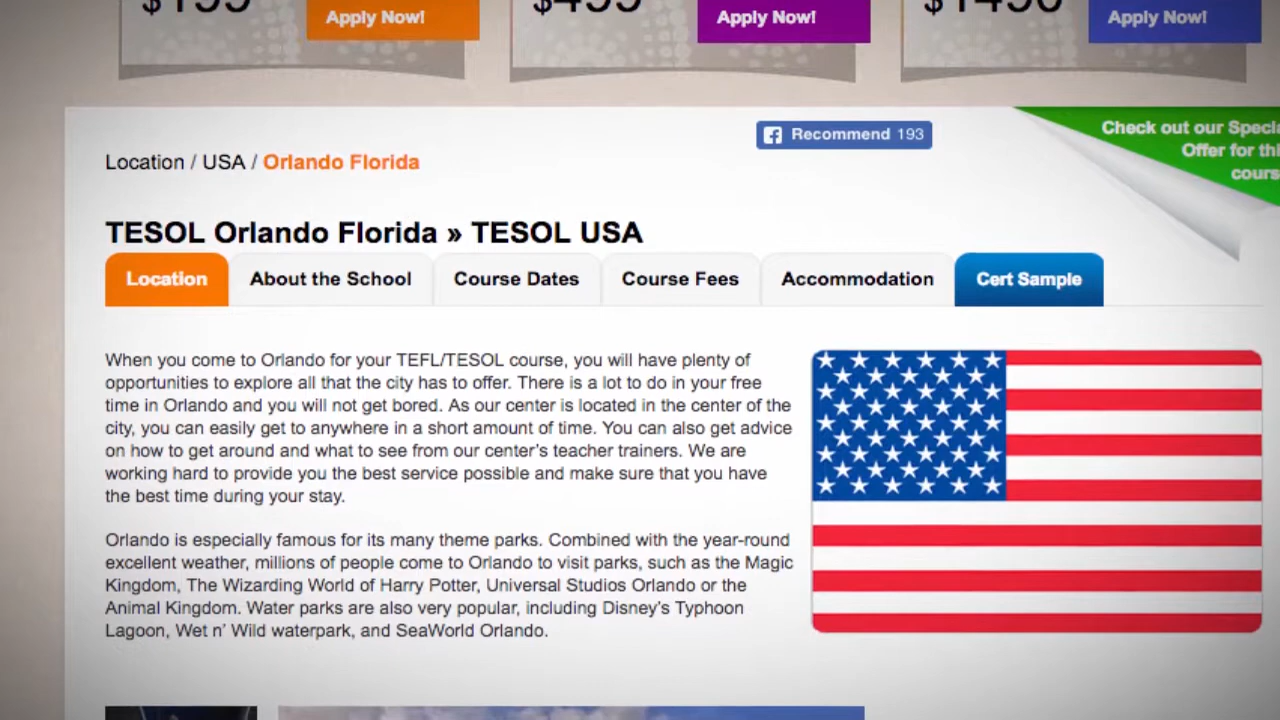 Apply Now!
Apply Now!
Apply Now!
Recommend 193
Check out our
Offer for
Location / USA / Orlando Florida
TESOL Orlando Florida » TESOL USA
Location
About the School
Course Dates
Course Fees
Accommodation
Cert Sample
When you come to Orlando for your TEFL/TESOL course, you will have plenty of
opportunities to explore all that the city has to offer. There is a lot to do in your free
time in Orlando and you will not get bored. As our center is located in the center of the
city, you can easily get to anywhere in a short amount of time. You can also get advice
on how to get around and what to see from our center's teacher trainers. We are
working hard to provide you the best service possible and make sure that you have
the best time during your stay.
Orlando is especially famous for its many theme parks. Combined with the year-round
excellent weather, millions of people come to Orlando to visit parks, such as the Magic
Kingdom, The Wizarding World of Harry Potter, Universal Studios Orlando or the
Animal Kingdom. Water parks are also very popular, including Disney's Typhoon
Lagoon, Wet n' Wild waterpark, and SeaWorld Orlando.